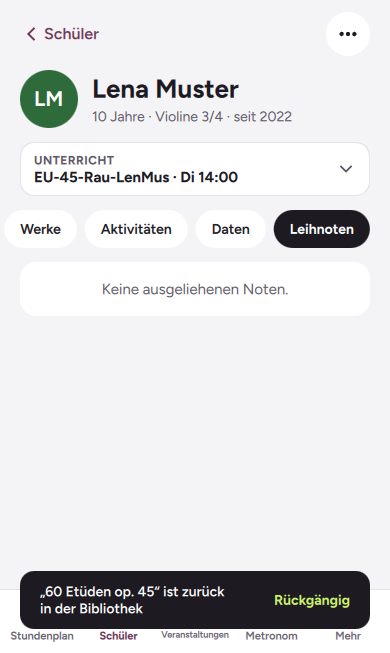 Schüler
LM
Lena Muster
10 Jahre · Violine 3/4 · seit 2022
UNTERRICHT
EU-45-Rau-LenMus · Di 14:00
Werke
Aktivitäten
Daten
Leihnoten
Keine ausgeliehenen Noten.
„60 Etüden op. 45“ ist zurück
in der Bibliothek
Rückgängig
Stundenplan
Schüler
Veranstaltungen
Metronom
Mehr